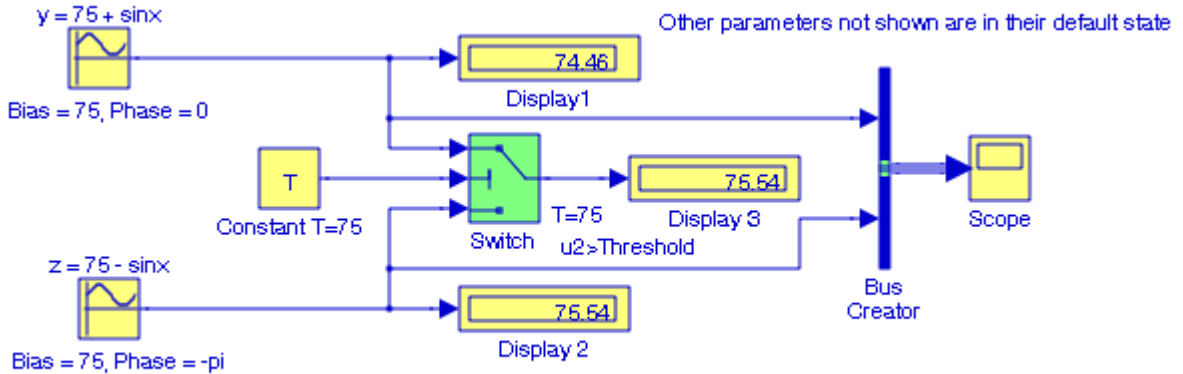 y = 75 + sinx
Other parameters not shown are in their default state
74.46
Display1
Bias = 75, Phase = 0
T
75.54
Constant T=75
T=75
Display 3
Scope
Switch
u2>Threshold
z = 75 - sinx
75.54
Bus
Creator
Display 2
Bias = 75, Phase = -pi